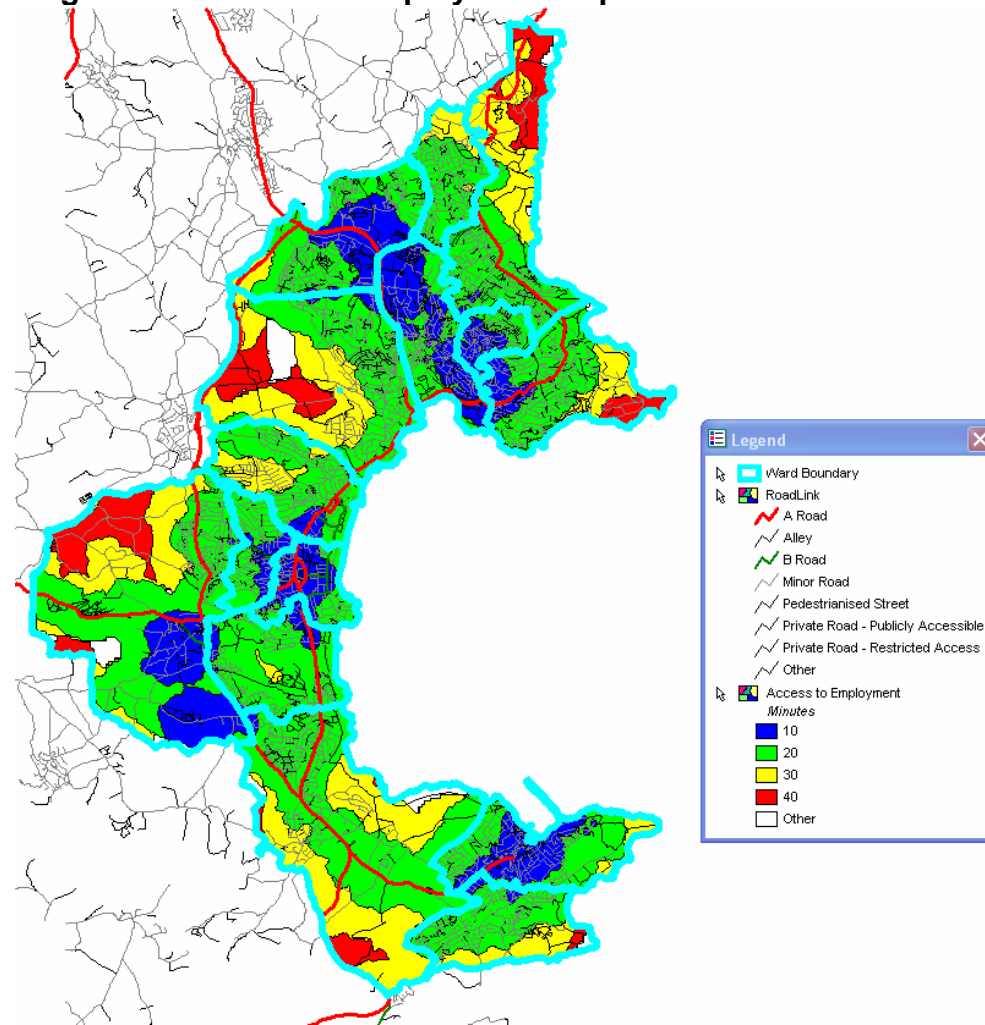 Legend
Ward Boundary
RoadLink
A Road
Alley
B Road
Minor Road
Pedestrianised Street
Private Road - Publicly Accessible
Private Road - Restricted Access
Other
Access to Employment
Minutes
10
20
30
40
Other